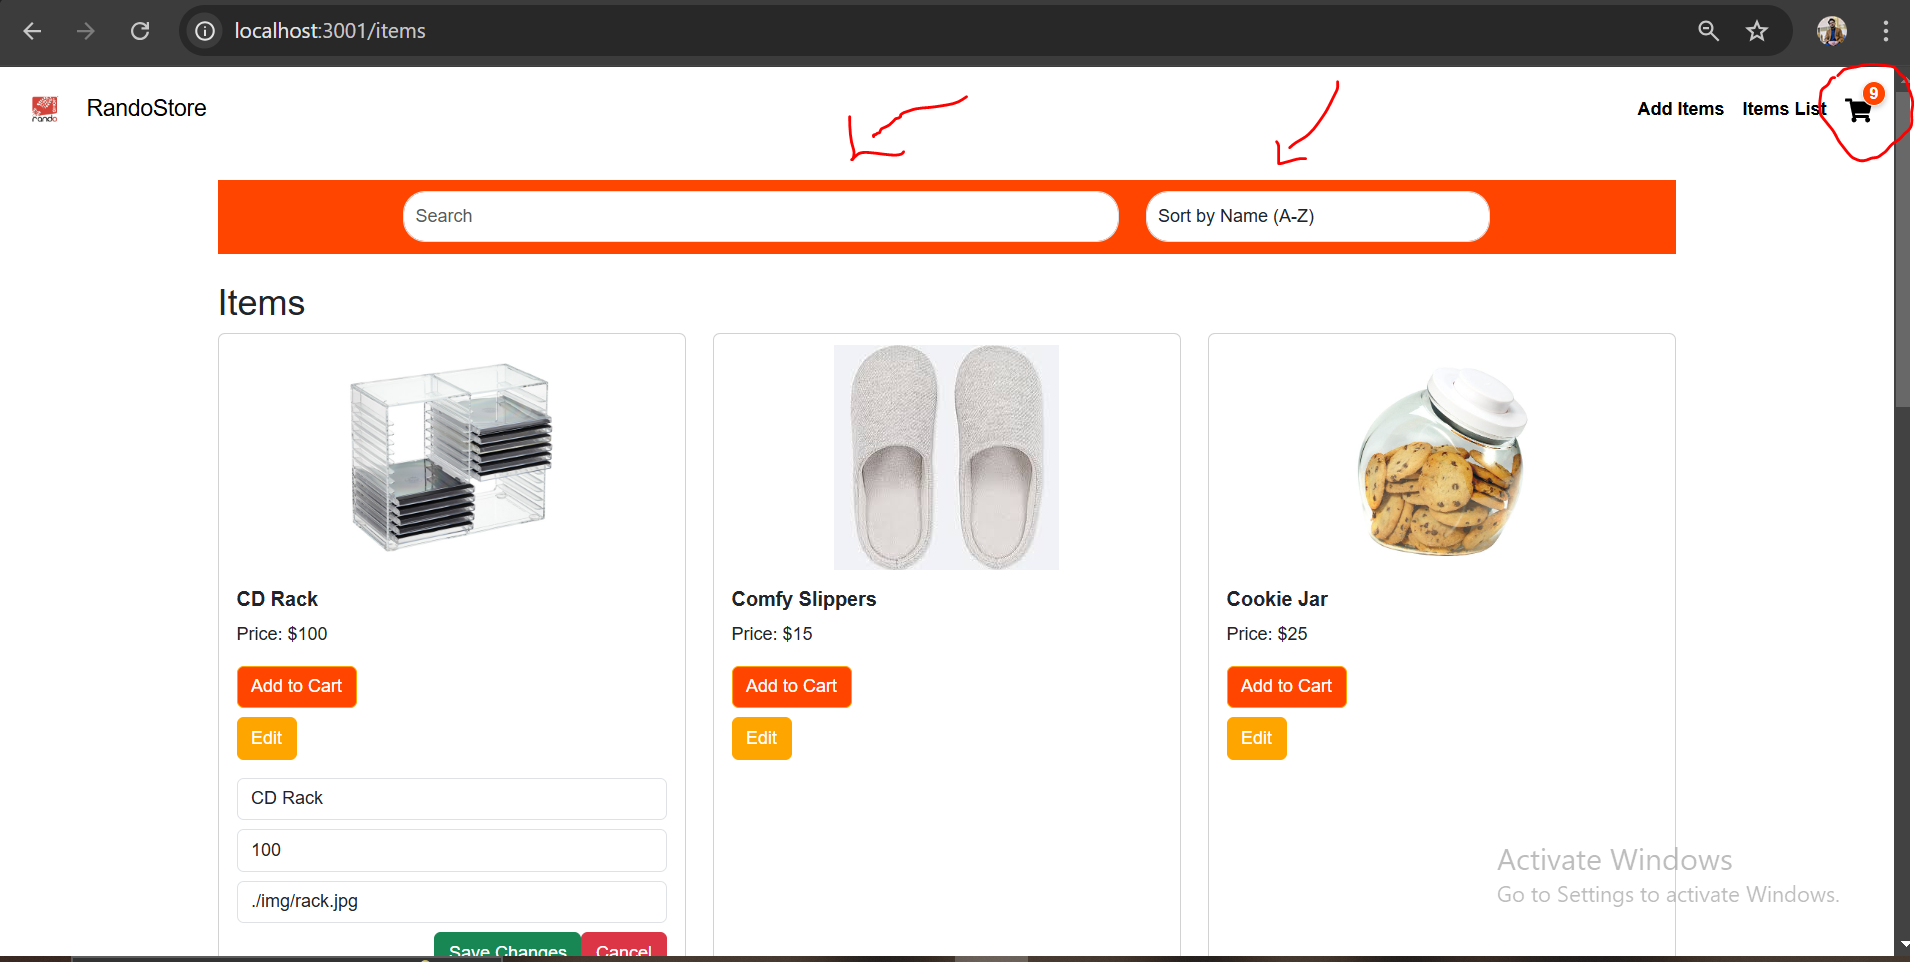 localhost:3001/items
rando
RandoStore
Add Items
Items List
9
Search
Sort by Name (A-Z)
Items
CD Rack
Price: $100
Add to Cart
Edit
CD Rack
100
./img/rack.jpg
Save Changes
Cancel
Comfy Slippers
Price: $15
Add to Cart
Edit
Cookie Jar
Price: $25
Add to Cart
Edit
Activate Windows
Go to Settings to activate Windows.